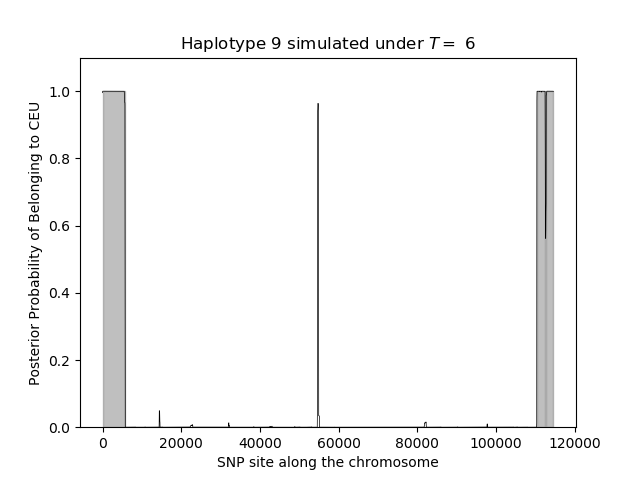 Haplotype 9 simulated under T = 6
Posterior Probability of Belonging to CEU
1.0
0.8
0.6
0.4
0.2
0.0
0 20000 40000 60000 80000 100000 120000
SNP site along the chromosome